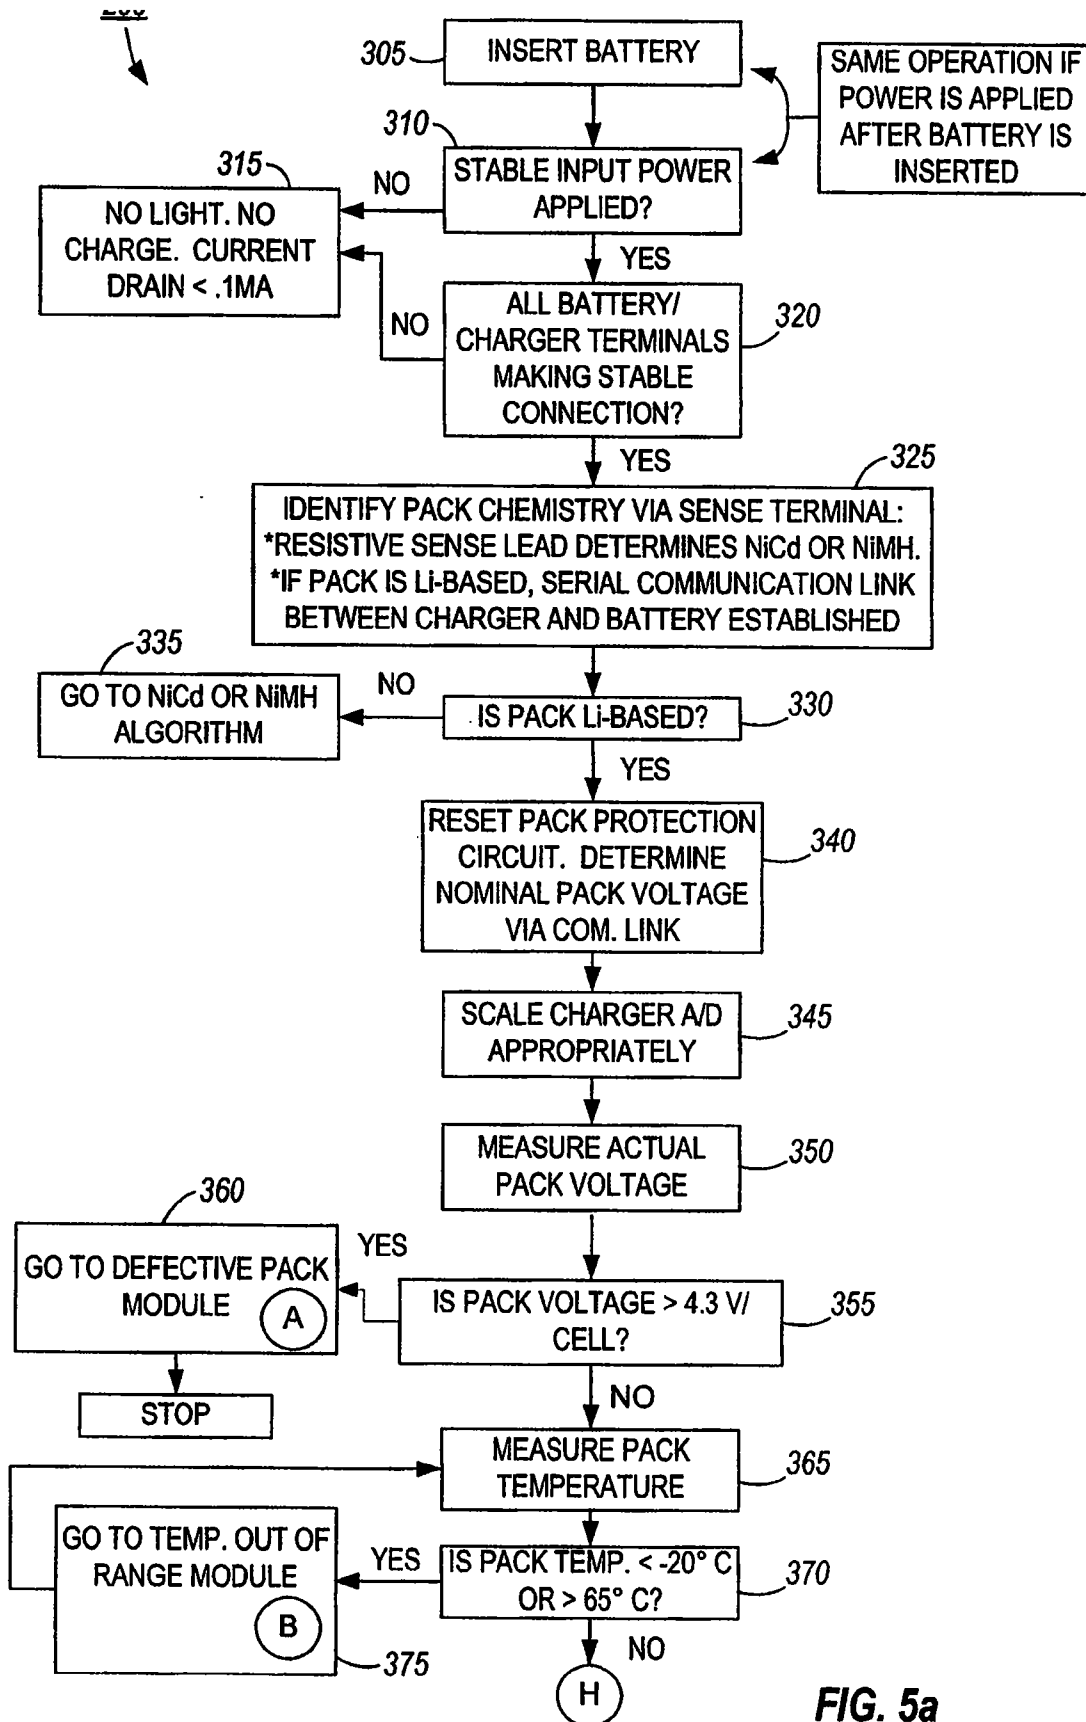 305
INSERT BATTERY
SAME OPERATION IF
POWER IS APPLIED
AFTER BATTERY IS
INSERTED
310
STABLE INPUT POWER
APPLIED?
NO
315
NO LIGHT. NO
CHARGE. CURRENT
DRAIN < .1MA
YES
ALL BATTERY/
CHARGER TERMINALS
MAKING STABLE
CONNECTION?
320
NO
YES
325
IDENTIFY PACK CHEMISTRY VIA SENSE TERMINAL:
*RESISTIVE SENSE LEAD DETERMINES NiCd OR NiMH.
*IF PACK IS Li-BASED, SERIAL COMMUNICATION LINK
BETWEEN CHARGER AND BATTERY ESTABLISHED
335
GO TO NiCd OR NiMH
ALGORITHM
NO
IS PACK Li-BASED?
330
YES
RESET PACK PROTECTION
CIRCUIT. DETERMINE
NOMINAL PACK VOLTAGE
VIA COM. LINK
340
SCALE CHARGER A/D
APPROPRIATELY
345
MEASURE ACTUAL
PACK VOLTAGE
350
360
GO TO DEFECTIVE PACK
MODULE
A
YES
IS PACK VOLTAGE > 4.3 V/
CELL?
355
STOP
NO
MEASURE PACK
TEMPERATURE
365
GO TO TEMP. OUT OF
RANGE MODULE
B
375
YES
IS PACK TEMP. < -20° C
OR > 65° C?
370
NO
H
FIG. 5a